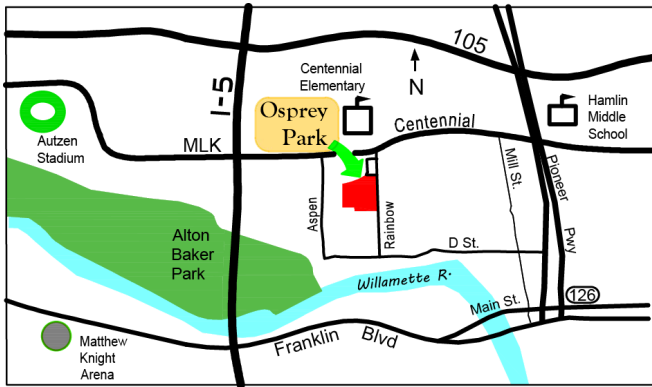 105
I-5
Centennial
Elementary
N
Osprey
Park
Centennial
Hamlin
Middle
School
Autzen
Stadium
MLK
Mill St.
Pioneer
Pwy
Aspen
Rainbow
Alton
Baker
Park
D St.
Willamette R.
Main St.
126
Franklin Blvd
Matthew
Knight
Arena